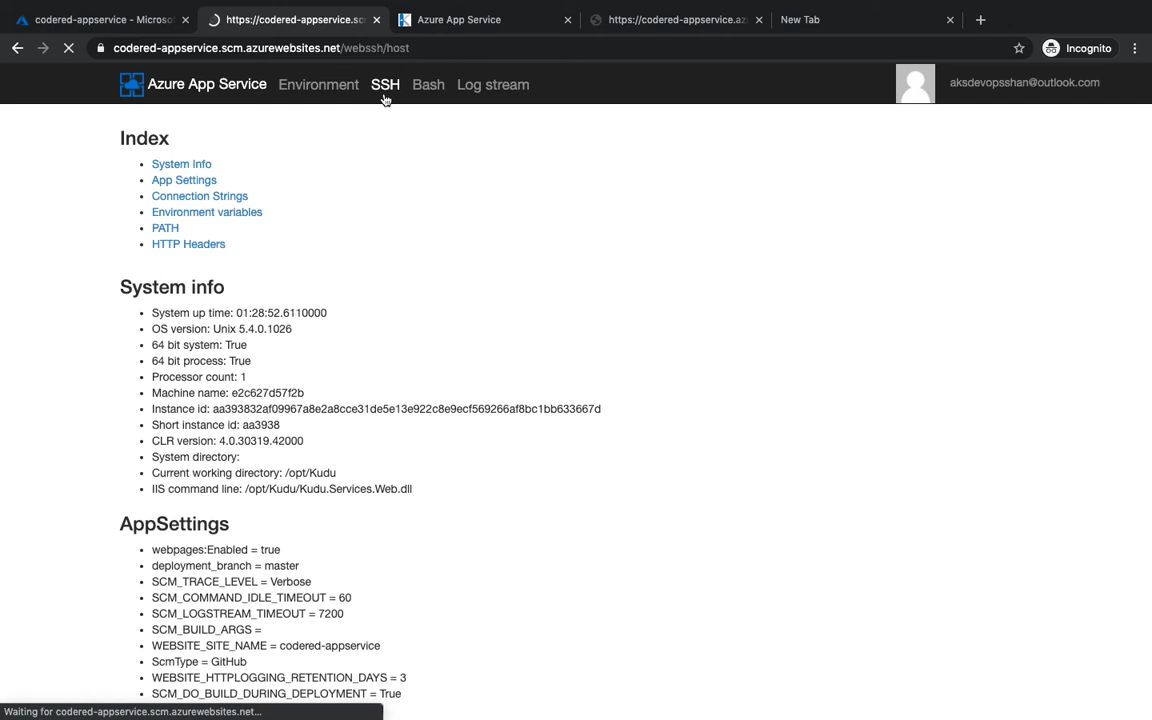 codered-appservice - Microso
https://codered-appservice.sc
Azure App Service
https://codered-appservice.az
New Tab
codered-appservice.scm.azurewebsites.net/webssh/host
Incognito
Azure App Service
Environment
SSH
Bash
Log stream
aksdevopsshan@outlook.com
Index
System Info
App Settings
Connection Strings
Environment variables
PATH
HTTP Headers
System info
System up time: 01:28:52.6110000
OS version: Unix 5.4.0.1026
64 bit system: True
64 bit process: True
Processor count: 1
Machine name: e2c627d57f2b
Instance id: aa393832af09967a8e2a8cce31de5e13e922c8e9ecf569266af8bc1bb633667d
Short instance id: aa3938
CLR version: 4.0.30319.42000
System directory:
Current working directory: /opt/Kudu
IIS command line: /opt/Kudu/Kudu.Services.Web.dll
AppSettings
webpages:Enabled = true
deployment_branch = master
SCM_TRACE_LEVEL = Verbose
SCM_COMMAND_IDLE_TIMEOUT = 60
SCM_LOGSTREAM_TIMEOUT = 7200
SCM_BUILD_ARGS =
WEBSITE_SITE_NAME = codered-appservice
ScmType = GitHub
WEBSITE_HTTPLOGGING_RETENTION_DAYS = 3
SCM_DO_BUILD_DURING_DEPLOYMENT = True
Waiting for codered-appservice.scm.azurewebsites.net...